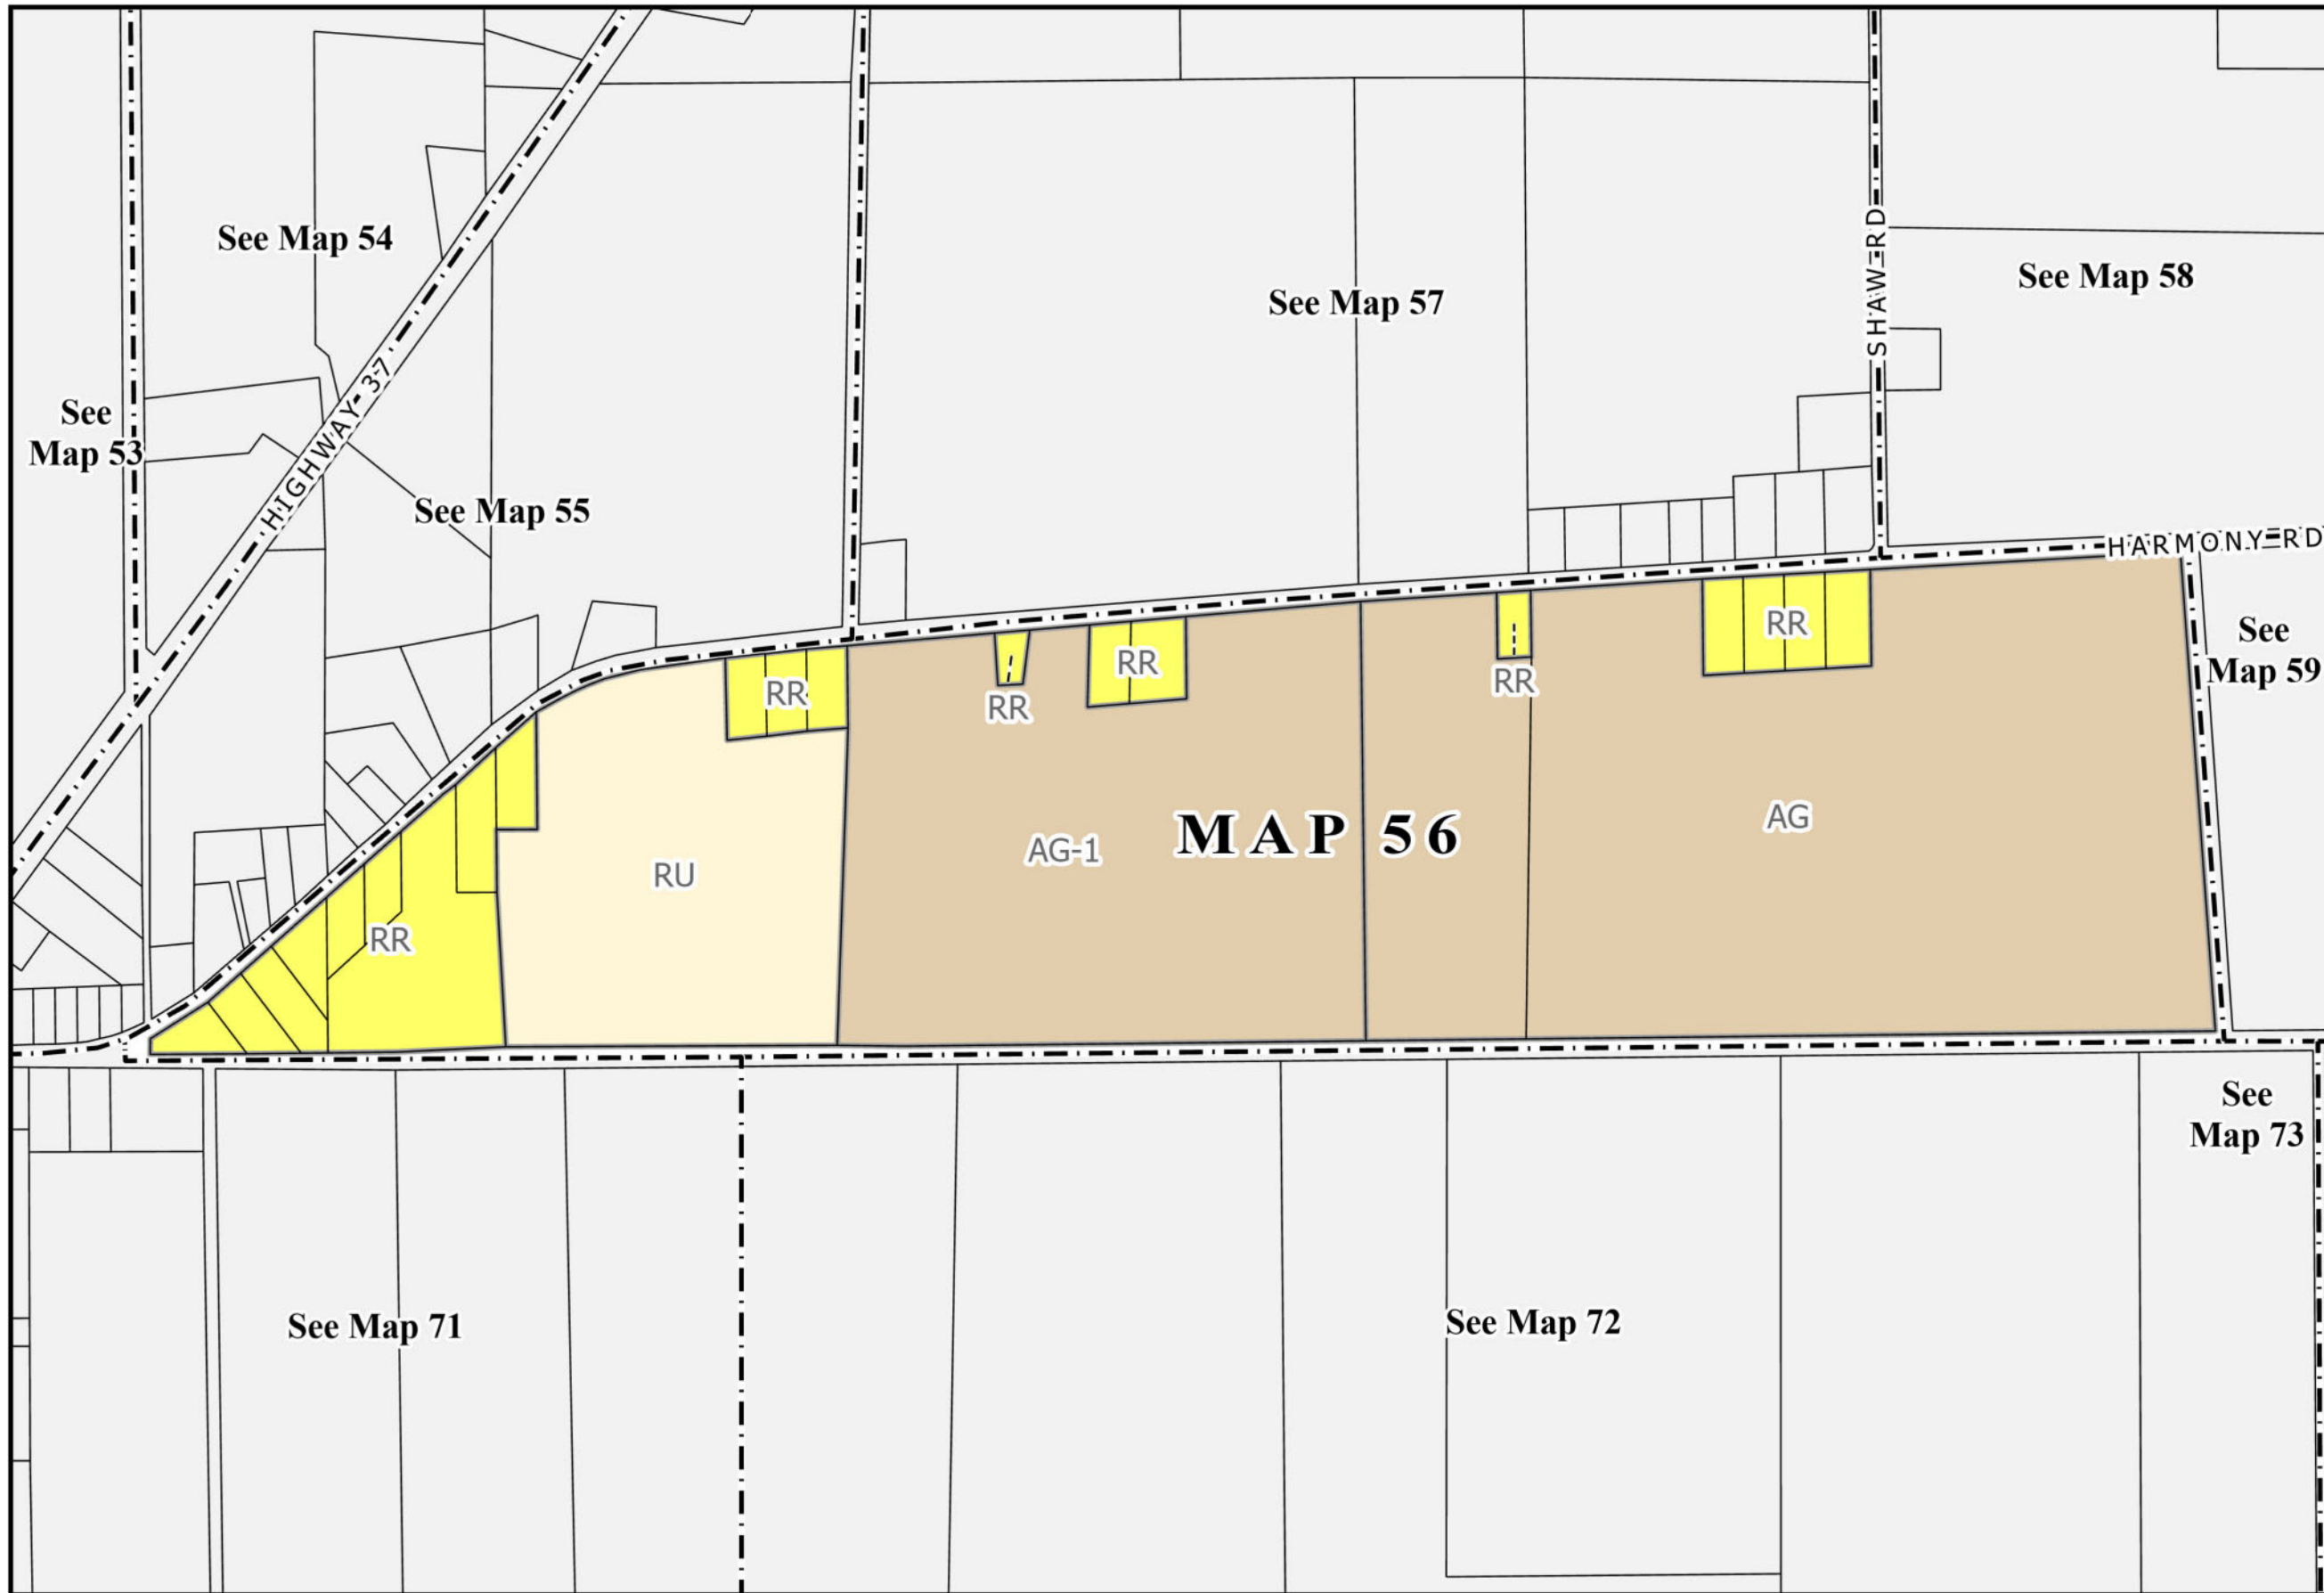 See Map 54
SHAW RD
See Map 58
See Map 57
HIGHWAY 37
See
Map 53
See Map 55
HARMONY RD
See
Map 59
RR
RR
RR
RR
RR
MAP 56
AG
AG-1
RU
RR
See
Map 73
See Map 71
See Map 72